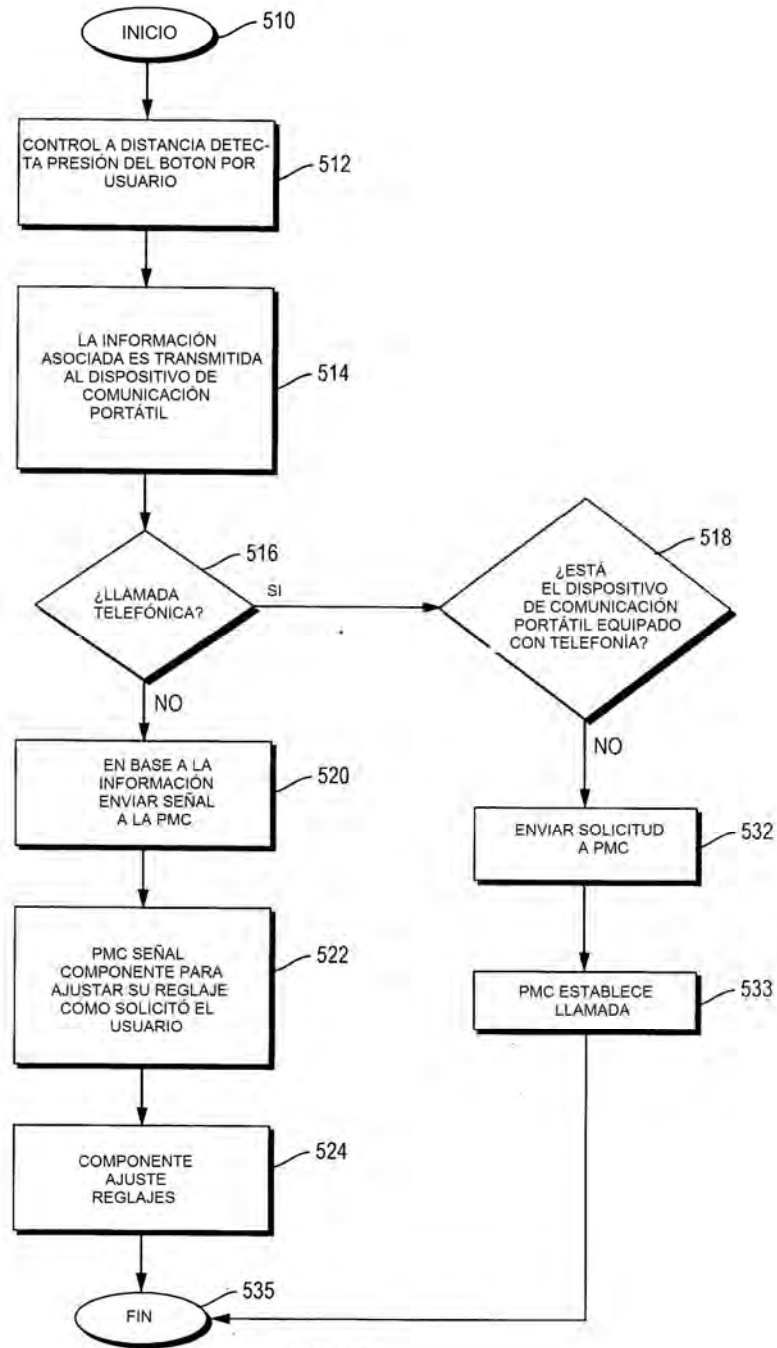 INICIO
510
CONTROL A DISTANCIA DETEC-
TA PRESIÓN DEL BOTON POR
USUARIO
512
LA INFORMACIÓN
ASOCIADA ES TRANSMITIDA
AL DISPOSITIVO DE
COMUNICACIÓN
PORTÁTIL
514
¿LLAMADA
TELEFÓNICA?
516
SI
NO
¿ESTÁ
EL DISPOSITIVO
DE COMUNICACIÓN
PORTÁTIL EQUIPADO
CON TELEFONÍA?
518
NO
EN BASE A LA
INFORMACIÓN
ENVIAR SEÑAL
A LA PMC
520
ENVIAR SOLICITUD
A PMC
532
PMC SEÑAL
COMPONENTE PARA
AJUSTAR SU REGLAJE
COMO SOLICITÓ EL
USUARIO
522
PMC ESTABLECE
LLAMADA
533
COMPONENTE
AJUSTE
REGLAJES
524
FIN
535